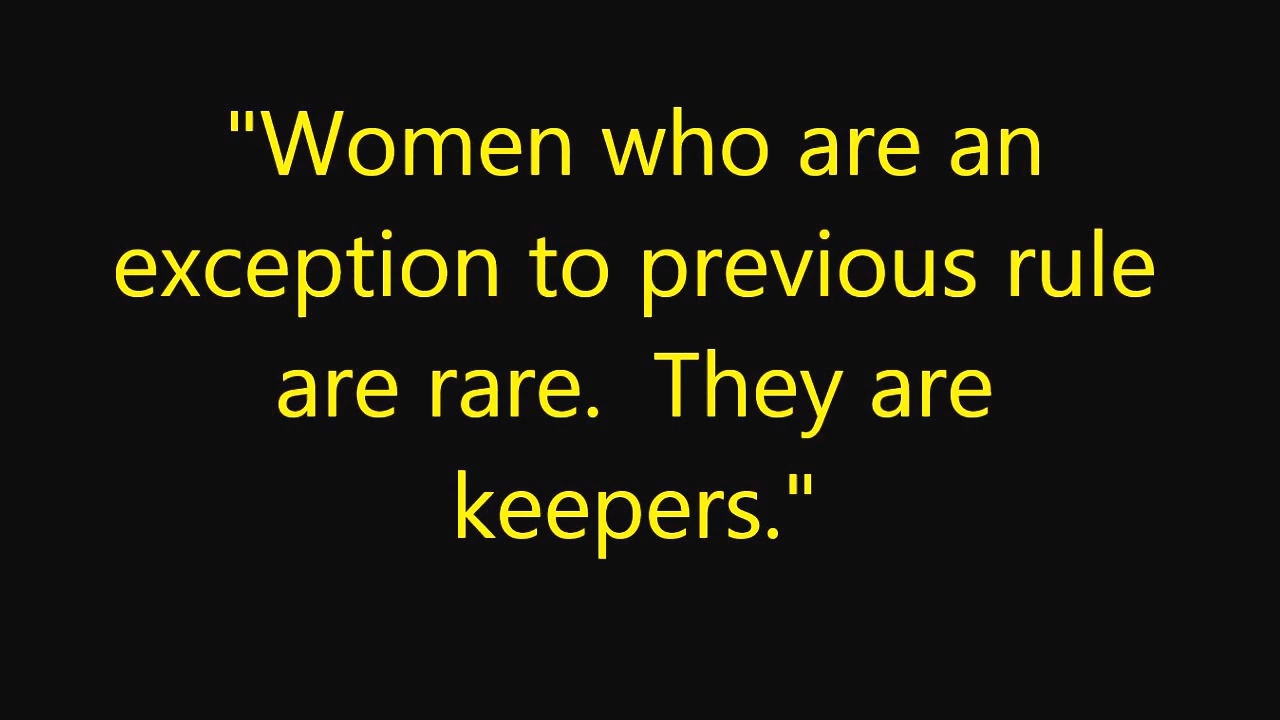 "Women who are an
exception to previous rule
are rare.  They are
keepers."